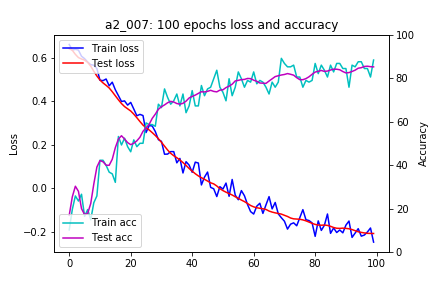 a2_007: 100 epochs loss and accuracy
Train loss
Test loss
Train acc
Test acc
Loss
Accuracy
0.6
0.4
0.2
0.0
−0.2
100
80
60
40
20
0
0
20
40
60
80
100